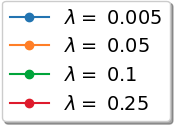 λ = 0.005
λ = 0.05
λ = 0.1
λ = 0.25